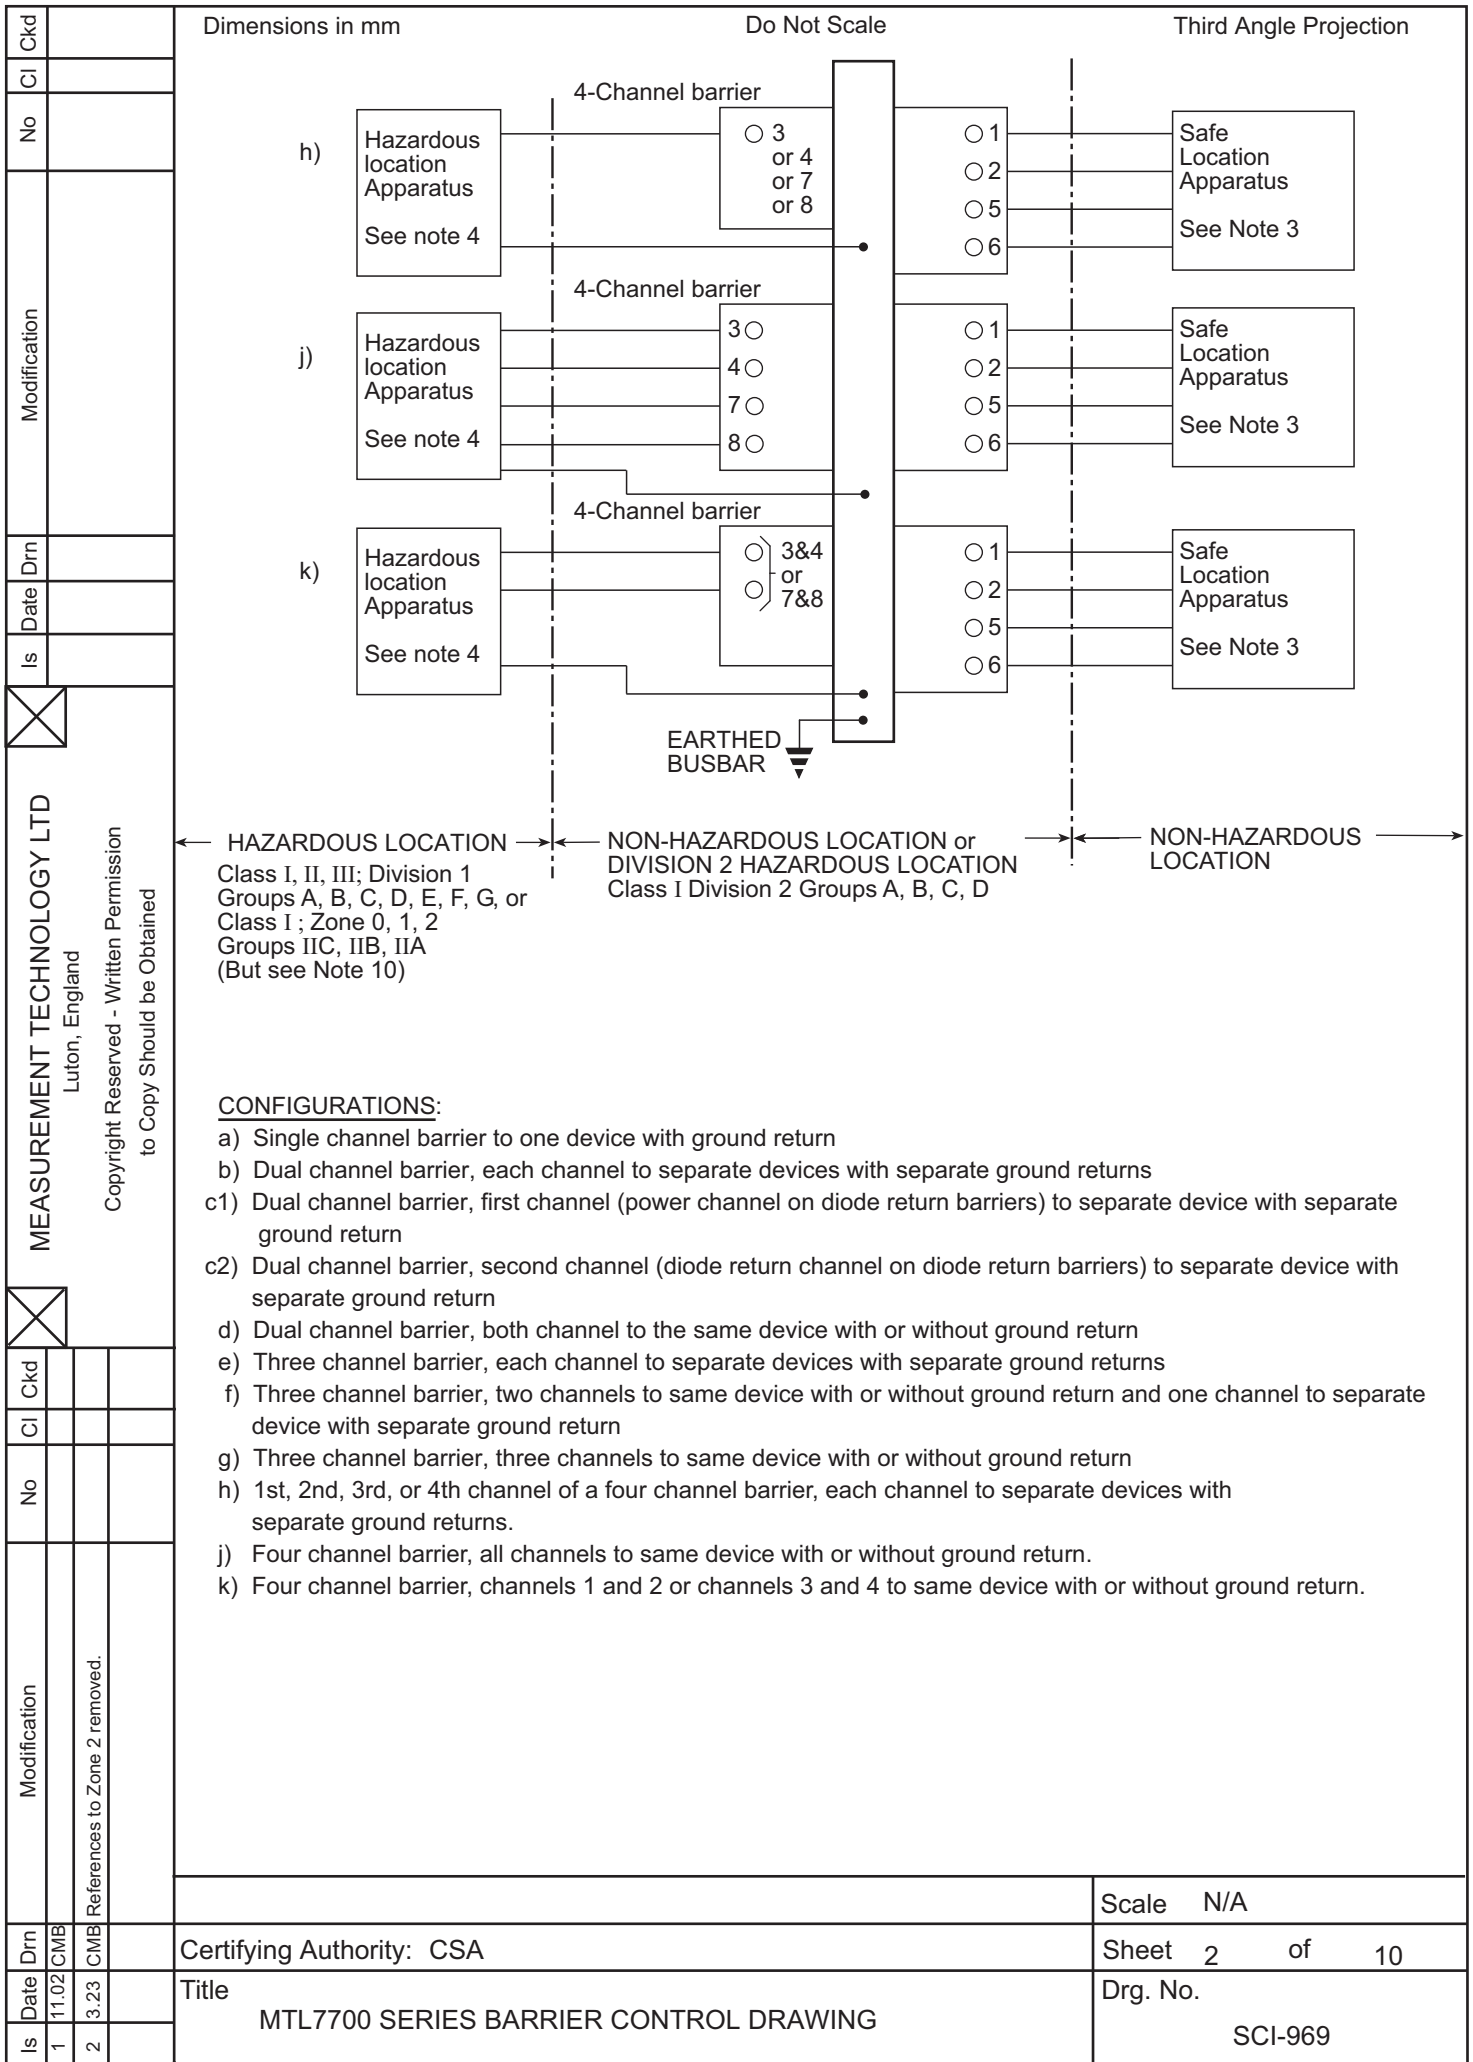 Dimensions in mm
Do Not Scale
Third Angle Projection
h)
Hazardous
location
Apparatus
See note 4
4-Channel barrier
3
or 4
or 7
or 8
1
2
5
6
Safe
Location
Apparatus
See Note 3
j)
Hazardous
location
Apparatus
See note 4
4-Channel barrier
3
4
7
8
1
2
5
6
Safe
Location
Apparatus
See Note 3
k)
Hazardous
location
Apparatus
See note 4
4-Channel barrier
3&4
or
7&8
1
2
5
6
Safe
Location
Apparatus
See Note 3
EARTHED
BUSBAR
HAZARDOUS LOCATION
Class I, II, III; Division 1
Groups A, B, C, D, E, F, G, or
Class I ; Zone 0, 1, 2
Groups IIC, IIB, IIA
(But see Note 10)
NON-HAZARDOUS LOCATION or
DIVISION 2 HAZARDOUS LOCATION
Class I Division 2 Groups A, B, C, D
NON-HAZARDOUS
LOCATION
CONFIGURATIONS:
a) Single channel barrier to one device with ground return
b) Dual channel barrier, each channel to separate devices with separate ground returns
c1) Dual channel barrier, first channel (power channel on diode return barriers) to separate device with separate
ground return
c2) Dual channel barrier, second channel (diode return channel on diode return barriers) to separate device with
separate ground return
d) Dual channel barrier, both channel to the same device with or without ground return
e) Three channel barrier, each channel to separate devices with separate ground returns
f) Three channel barrier, two channels to same device with or without ground return and one channel to separate
device with separate ground return
g) Three channel barrier, three channels to same device with or without ground return
h) 1st, 2nd, 3rd, or 4th channel of a four channel barrier, each channel to separate devices with
separate ground returns.
j) Four channel barrier, all channels to same device with or without ground return.
k) Four channel barrier, channels 1 and 2 or channels 3 and 4 to same device with or without ground return.
Scale N/A
Certifying Authority: CSA
Sheet 2 of 10
Title
MTL7700 SERIES BARRIER CONTROL DRAWING
Drg. No.
SCI-969
Is Date Drn Modification No Cl Ckd
MEASUREMENT TECHNOLOGY LTD
Luton, England
Copyright Reserved - Written Permission
to Copy Should be Obtained
Is Date Drn Modification No Cl Ckd
1 11.02 CMB
2 3.23 CMB References to Zone 2 removed.